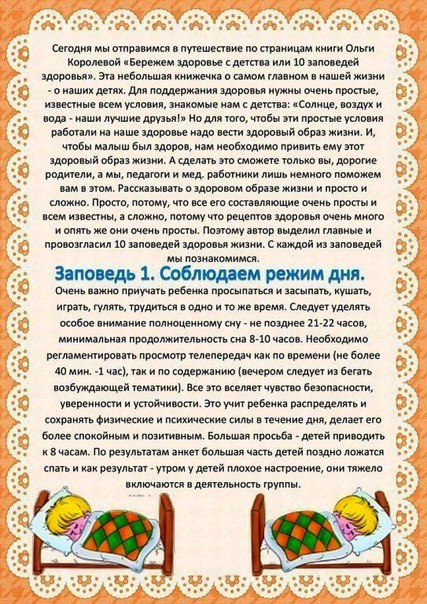 Сегодня мы отправимся в путешествие по страницам книги Ольги
Королевой «Бережем здоровье с детства или 10 заповедей
здоровья». Эта небольшая книжечка о самом главном в нашей жизни
- о наших детях. Для поддержания здоровья нужны очень простые,
известные всем условия, знакомые нам с детства: «Солнце, воздух и
вода - наши лучшие друзья!» Но для того, чтобы эти простые условия
работали на наше здоровье надо вести здоровый образ жизни. И,
чтобы малыш был здоров, нам необходимо привить ему этот
здоровый образ жизни. А сделать это сможете только вы, дорогие
родители, а мы, педагоги и мед. работники лишь немного поможем
вам в этом. Рассказывать о здоровом образе жизни и просто и
сложно. Просто, потому, что все его составляющие очень просты и
всем известны, а сложно, потому что рецептов здоровья очень много
и опять же они очень просты. Поэтому автор выделил главные и
провозгласил 10 заповедей здоровья жизни. С каждой из заповедей
мы познакомимся.
Заповедь 1. Соблюдаем режим дня.
Очень важно приучать ребенка просыпаться и засыпать, кушать,
играть, гулять, трудиться в одно и то же время. Следует уделять
особое внимание полноценному сну - не позднее 21-22 часов,
минимальная продолжительность сна 8-10 часов. Необходимо
регламентировать просмотр телепередач как по времени (не более
40 мин. -1 час), так и по содержанию (вечером следует из бегать
возбуждающей тематики). Все это вселяет чувство безопасности,
уверенности и устойчивости. Это учит ребенка распределять и
сохранять физические и психические силы в течение дня, делает его
более спокойным и позитивным. Большая просьба - детей приводить
к 8 часам. По результатам анкет большая часть детей поздно ложатся
спать и как результат - утром у детей плохое настроение, они тяжело
включаются в деятельность группы.